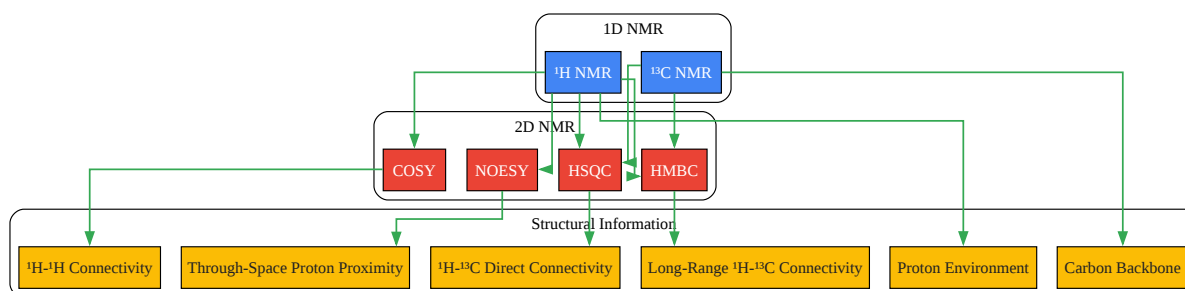 1D NMR
¹H NMR
¹³C NMR
2D NMR
COSY
NOESY
HSQC
HMBC
Structural Information
¹H-¹H Connectivity
Through-Space Proton Proximity
¹H-¹³C Direct Connectivity
Long-Range ¹H-¹³C Connectivity
Proton Environment
Carbon Backbone